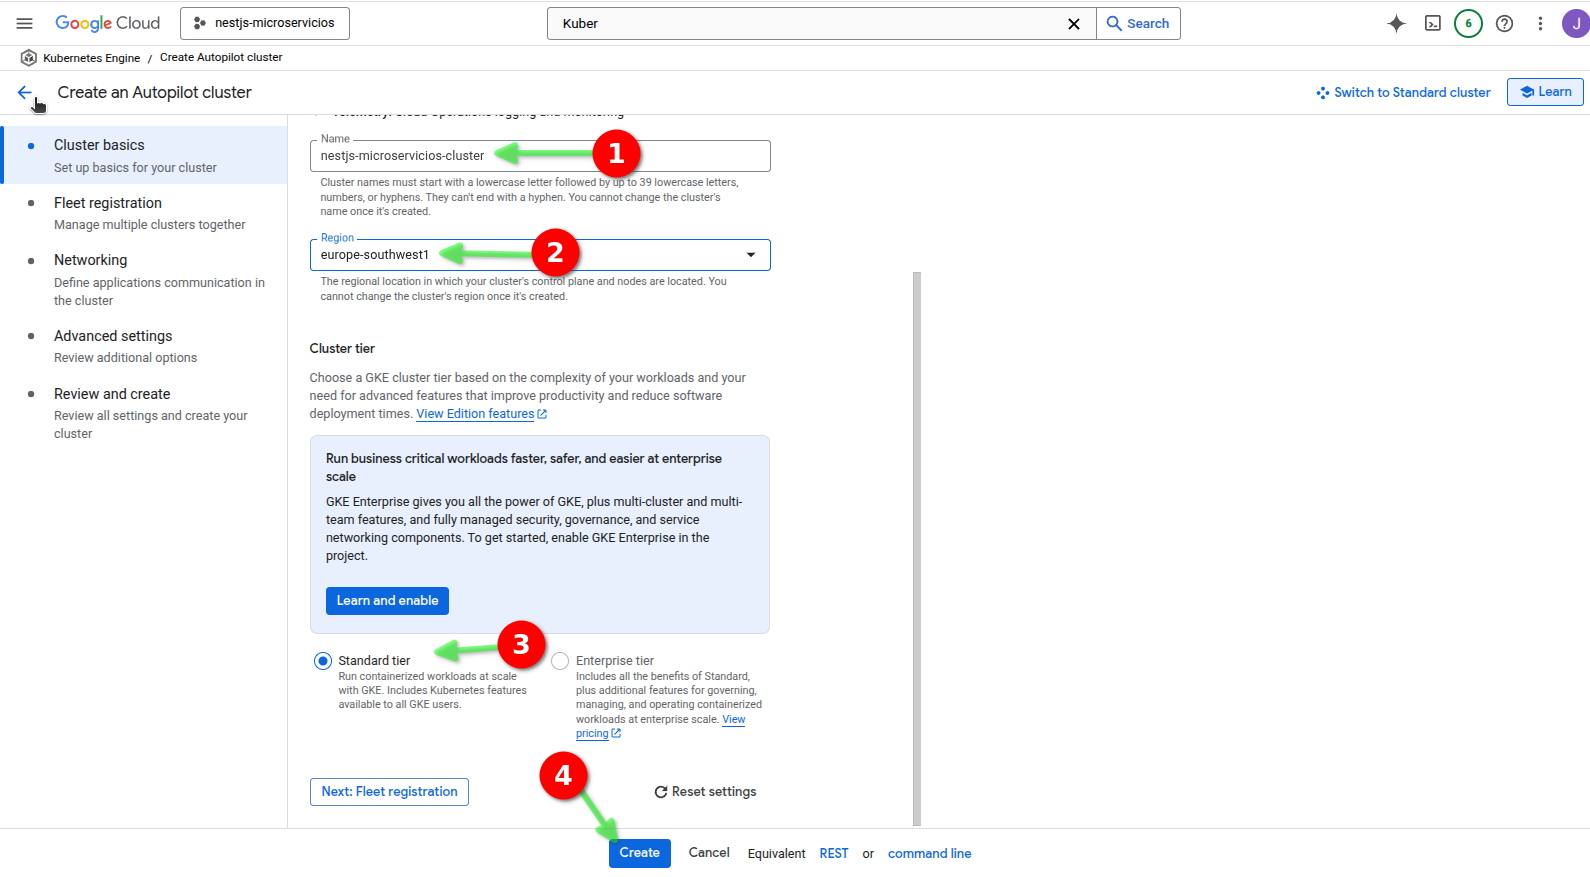 Google Cloud
nestjs-microservicios
Kuber
Search
6
J
Kubernetes Engine / Create Autopilot cluster
Create an Autopilot cluster
Switch to Standard cluster
Learn
Cluster basics
Set up basics for your cluster
Fleet registration
Manage multiple clusters together
Networking
Define applications communication in
the cluster
Advanced settings
Review additional options
Review and create
Review all settings and create your
cluster
Telemetry: Cloud Operations logging and monitoring
Name
nestjs-microservicios-cluster
1
Cluster names must start with a lowercase letter followed by up to 39 lowercase letters,
numbers, or hyphens. They can't end with a hyphen. You cannot change the cluster's
name once it's created.
Region
europe-southwest1
2
The regional location in which your cluster's control plane and nodes are located. You
cannot change the cluster's region once it's created.
Cluster tier
Choose a GKE cluster tier based on the complexity of your workloads and your
need for advanced features that improve productivity and reduce software
deployment times. View Edition features
Run business critical workloads faster, safer, and easier at enterprise
scale
GKE Enterprise gives you all the power of GKE, plus multi-cluster and multi-
team features, and fully managed security, governance, and service
networking components. To get started, enable GKE Enterprise in the
project.
Learn and enable
3
Standard tier
Run containerized workloads at scale
with GKE. Includes Kubernetes features
available to all GKE users.
Enterprise tier
Includes all the benefits of Standard,
plus additional features for governing,
managing, and operating containerized
workloads at enterprise scale. View
pricing
4
Next: Fleet registration
Reset settings
Create
Cancel
Equivalent REST or command line